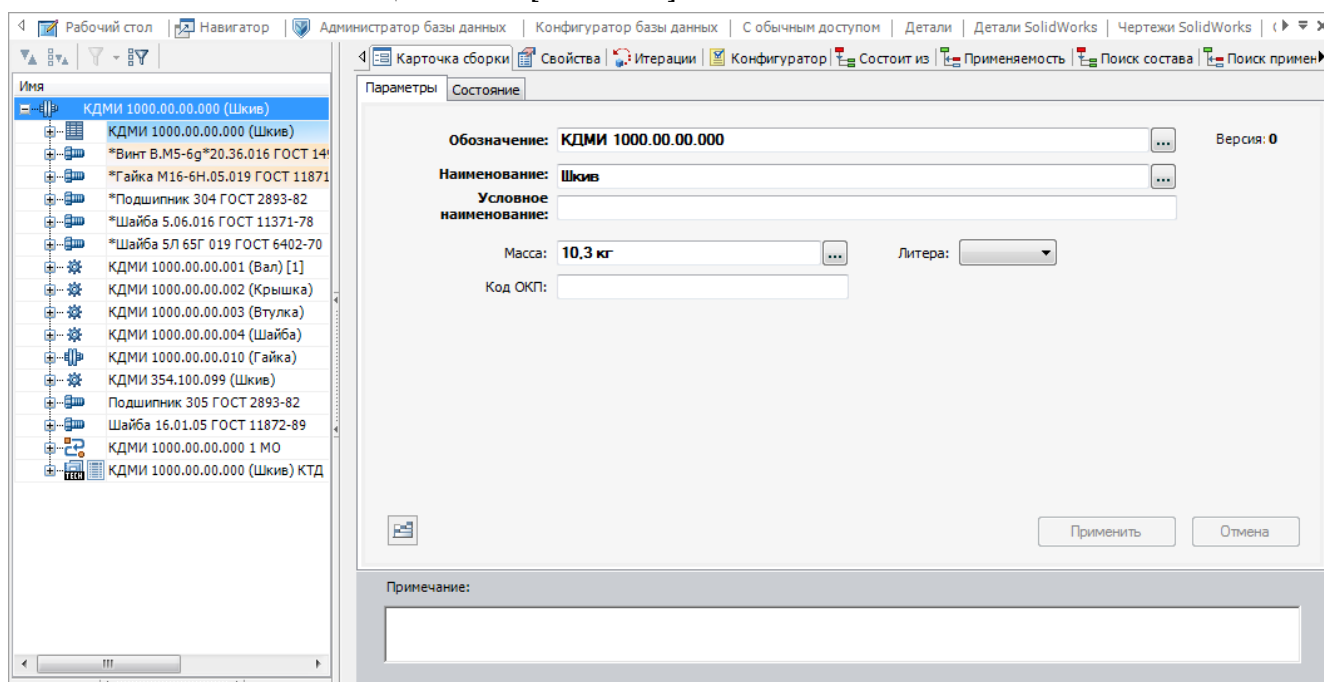 Рабочий стол Навигатор Администратор базы данных Конфигуратор базы данных С обычным доступом Детали Детали SolidWorks Чертежи SolidWorks
Карточка сборки Свойства Итерации Конфигуратор Состоит из Применяемость Поиск состава Поиск примен
Имя
КДМИ 1000.00.00.000 (Шкив)
КДМИ 1000.00.00.000 (Шкив)
*Винт В.М5-6g*20.36.016 ГОСТ 14
*Гайка М16-6Н.05.019 ГОСТ 11871
*Подшипник 304 ГОСТ 2893-82
*Шайба 5.06.016 ГОСТ 11371-78
*Шайба 5Л 65Г 019 ГОСТ 6402-70
КДМИ 1000.00.00.001 (Вал) [1]
КДМИ 1000.00.00.002 (Крышка)
КДМИ 1000.00.00.003 (Втулка)
КДМИ 1000.00.00.004 (Шайба)
КДМИ 1000.00.00.010 (Гайка)
КДМИ 354.100.099 (Шкив)
Подшипник 305 ГОСТ 2893-82
Шайба 16.01.05 ГОСТ 11872-89
КДМИ 1000.00.00.000 1 МО
TECH КДМИ 1000.00.00.000 (Шкив) КТД
Параметры Состояние
Обозначение: КДМИ 1000.00.00.000 ... Версия: 0
Наименование: Шкив ...
Условное
наименование:
Масса: 10,3 кг ... Литера:
Код ОКП:
Применить Отмена
Примечание: